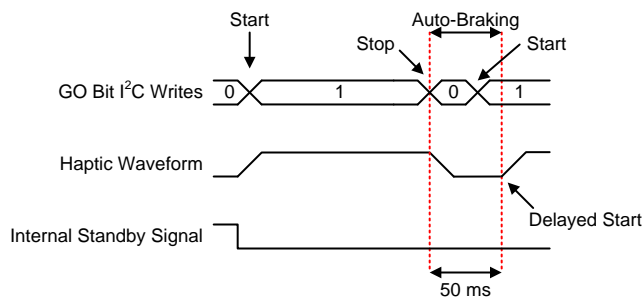 Auto-Braking
Start
Stop
Start
GO Bit I²C Writes
0
1
0
1
Haptic Waveform
Delayed Start
Internal Standby Signal
50 ms